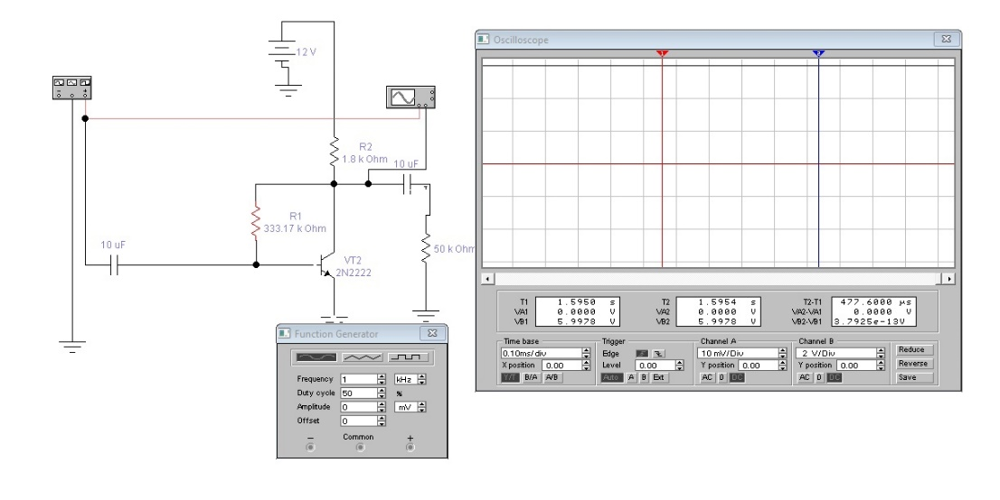 12 V
R2
1.8 k Ohm
10 uF
R1
333.17 k Ohm
10 uF
VT2
2N2222
50 k Ohm
Oscilloscope
1
2
T1 1.5950 s
VA1 0.0000 V
VB1 5.9978 V
T2 1.5954 s
VA2 0.0000 V
VB2 5.9978 V
T2-T1 477.6000 µs
VA2-VA1 0.0000 V
VB2-VB1 3.7925e-13V
Time base
0.10ms/div
X position 0.00
Y/T B/A A/B
Trigger
Edge
Level 0.00
Auto A B Ext
Channel A
10 mV/Div
Y position 0.00
AC 0 DC
Channel B
2 V/Div
Y position 0.00
AC 0 DC
Reduce
Reverse
Save
Function Generator
Frequency 1 kHz
Duty cycle 50 %
Amplitude 0 mV
Offset 0
− Common +